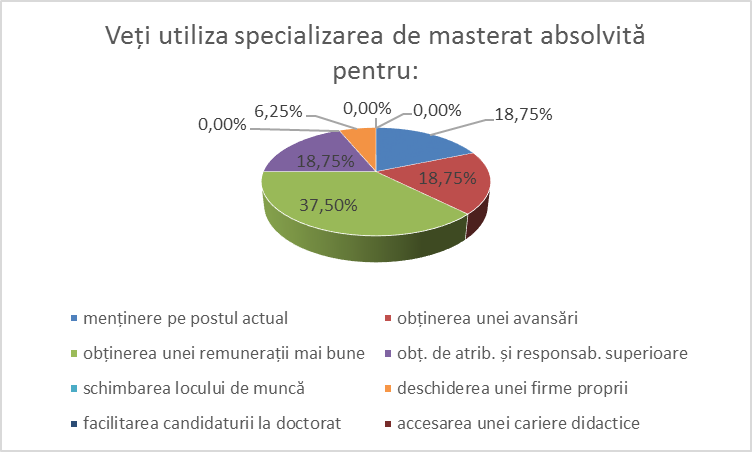 Veți utiliza specializarea de masterat absolvită
pentru:
0,00%
6,25%
0,00%
0,00%
18,75%
18,75%
18,75%
37,50%
menținere pe postul actual
obținerea unei avansări
obținerea unei remunerații mai bune
obț. de atrib. și responsab. superioare
schimbarea locului de muncă
deschiderea unei firme proprii
facilitarea candidaturii la doctorat
accesarea unei cariere didactice